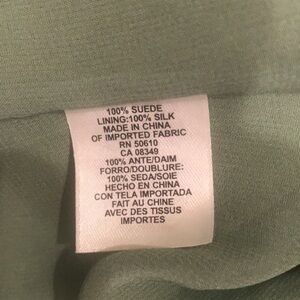 100% SUEDE
LINING:100% SILK
MADE IN CHINA
OF IMPORTED FABRIC
RN 50610
CA 08349
100% ANTE/DAIM
FORRO/DOUBLURE:
100% SEDA/SOIE
HECHO EN CHINA
CON TELA IMPORTADA
FAIT AU CHINE
AVEC DES TISSUS
IMPORTES